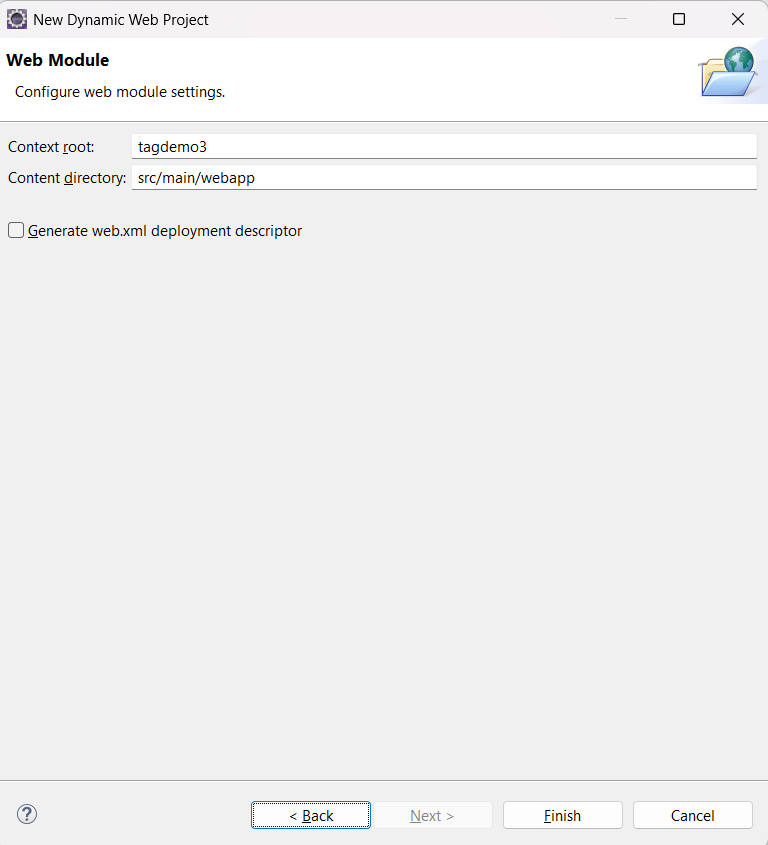 New Dynamic Web Project
Web Module
Configure web module settings.
Context root: tagdemo3
Content directory: src/main/webapp
Generate web.xml deployment descriptor
? < Back Next > Finish Cancel